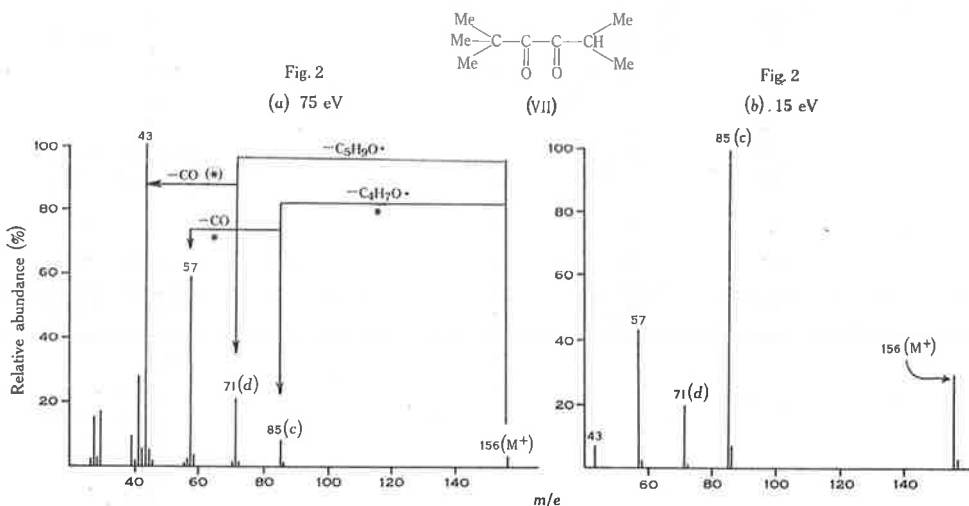 Me
Me—C—C—C—CH
Me
O O
Me
Me
(VII)
Fig. 2
(a) 75 eV
Fig. 2
(b) . 15 eV
Relative abundance (%)
100
80
60
40
20
43
—C₅H₉O•
—CO (*)
—C₄H₇O•
*
—CO
*
57
71(d)
85(c)
156(M⁺)
40 60 80 100 120 140
m/e
100
80
60
40
20
85(c)
57
71(d)
43
156(M⁺)
60 80 100 120 140